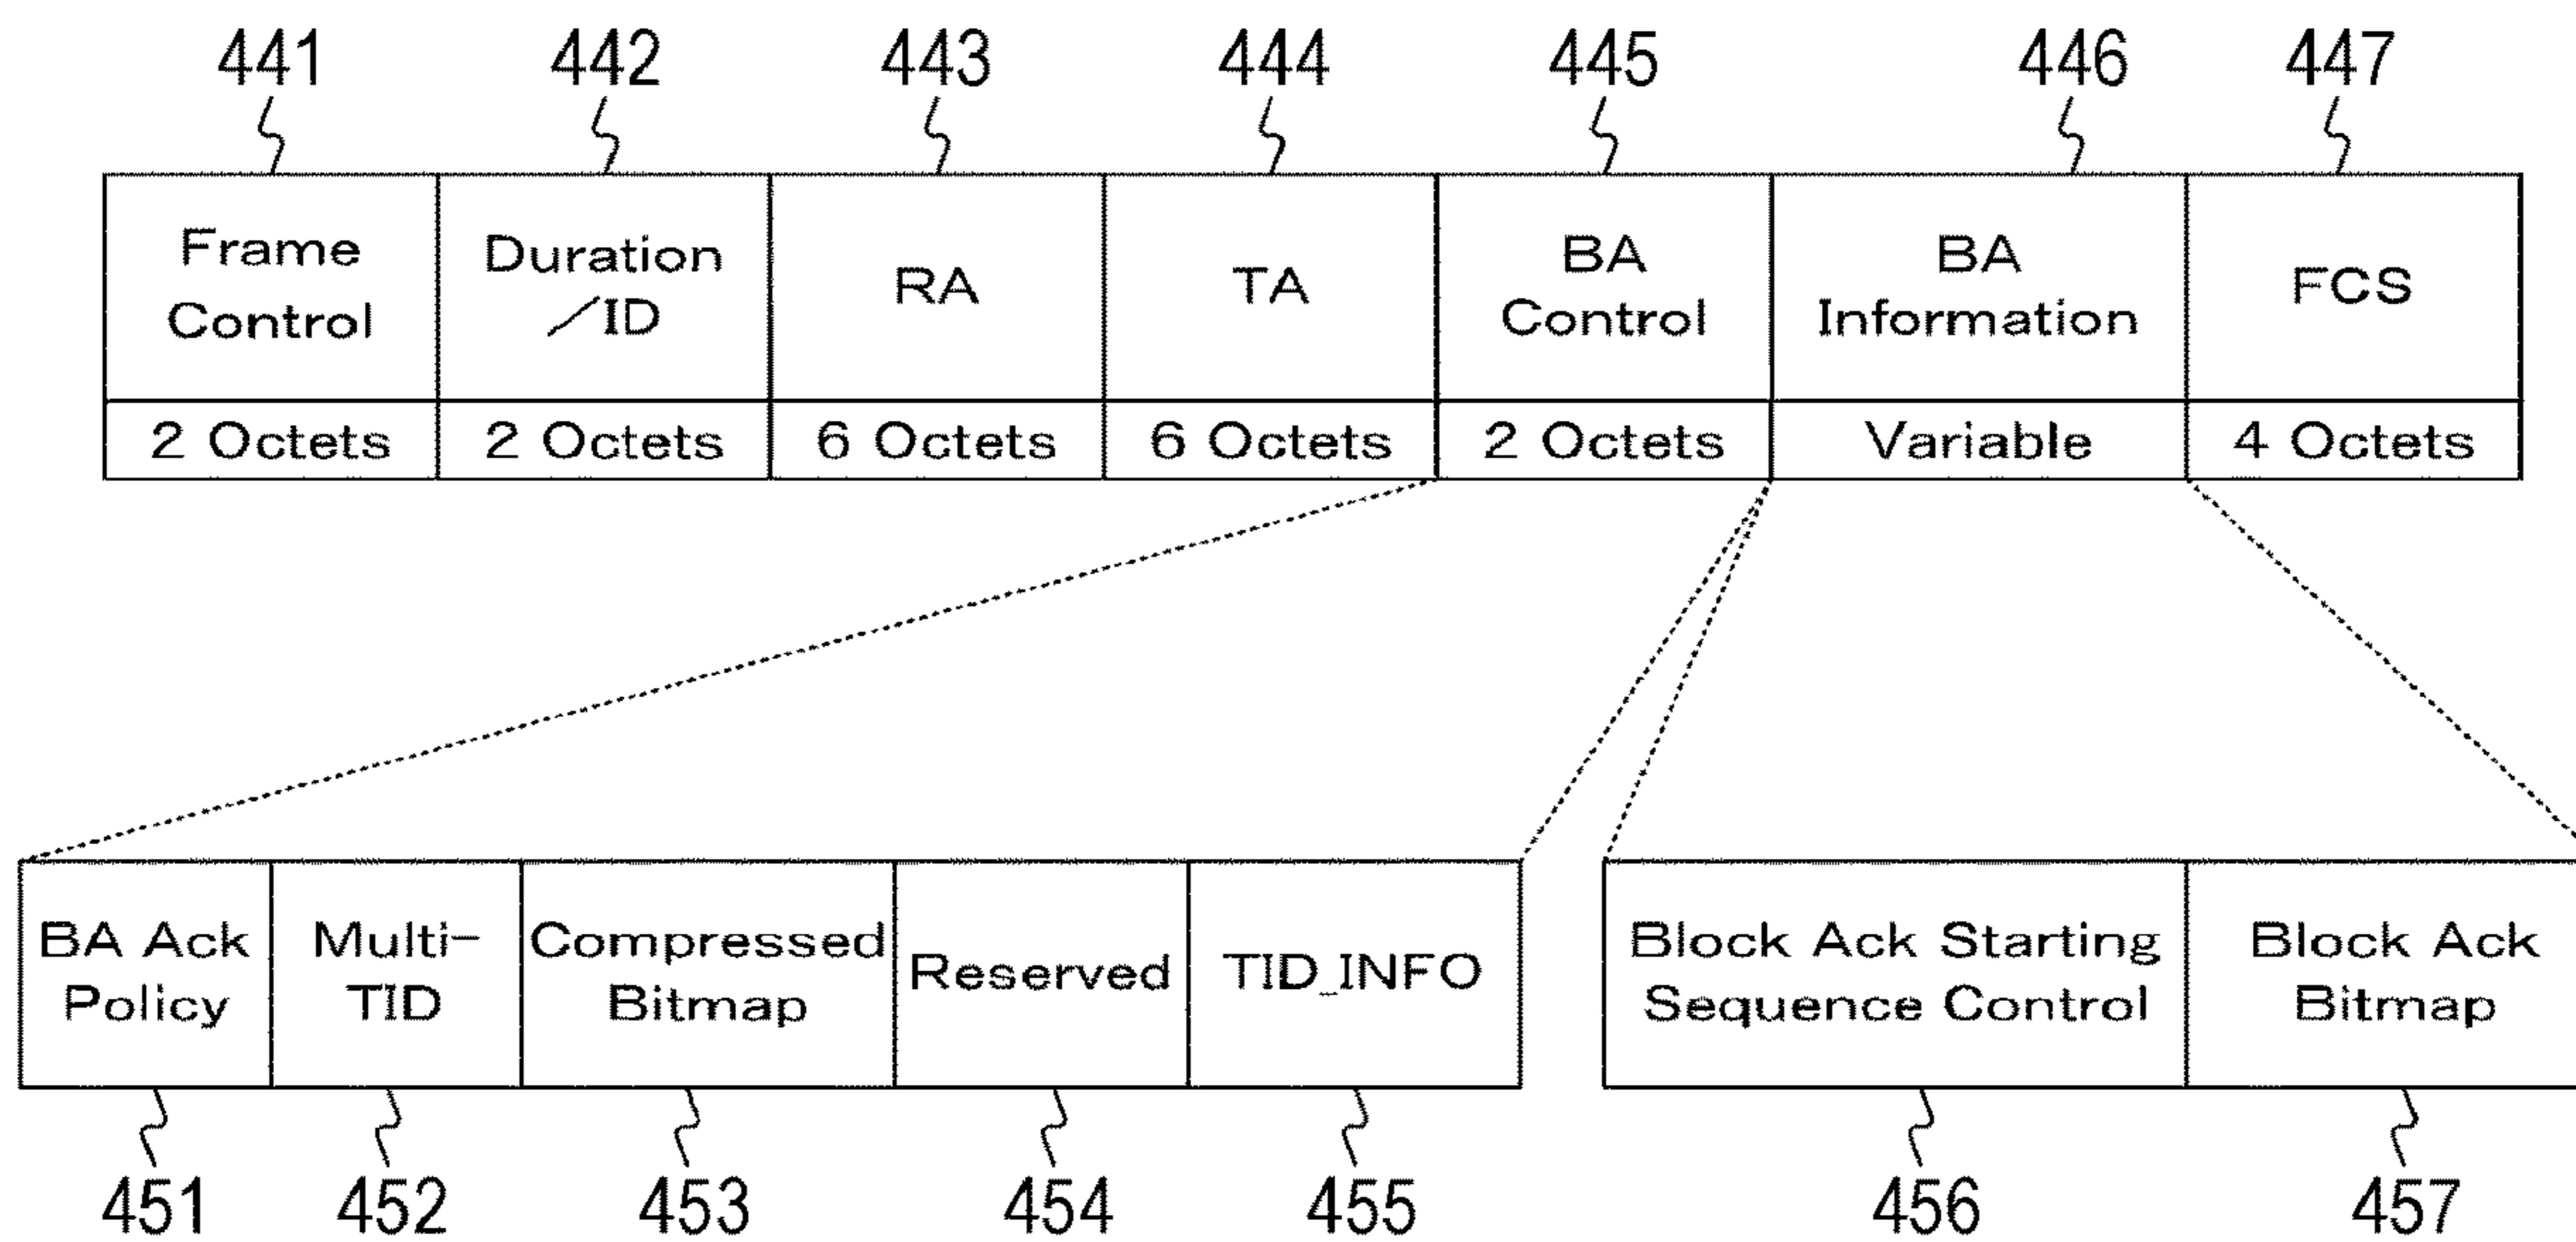 441 442 443 444 445 446 447
Frame Control
Duration /ID
RA
TA
BA Control
BA Information
FCS
2 Octets 2 Octets 6 Octets 6 Octets 2 Octets Variable 4 Octets
BA Ack Policy
Multi-TID
Compressed Bitmap
Reserved
TID_INFO
Block Ack Starting Sequence Control
Block Ack Bitmap
451 452 453 454 455 456 457